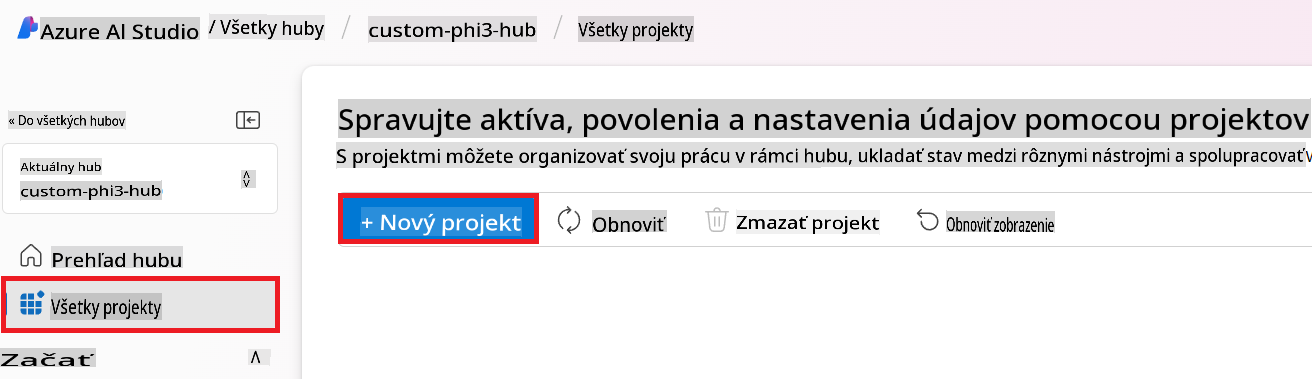 Azure AI Studio / Všetky huby / custom-phi3-hub / Všetky projekty
« Do všetkých hubov
Aktuálny hub
custom-phi3-hub
Prehľad hubu
Všetky projekty
Začať
Spravujte aktíva, povolenia a nastavenia údajov pomocou projektov
S projektmi môžete organizovať svoju prácu v rámci hubu, ukladať stav medzi rôznymi nástrojmi a spolupracovať
+ Nový projekt Obnoviť Zmazať projekt Obnoviť zobrazenie